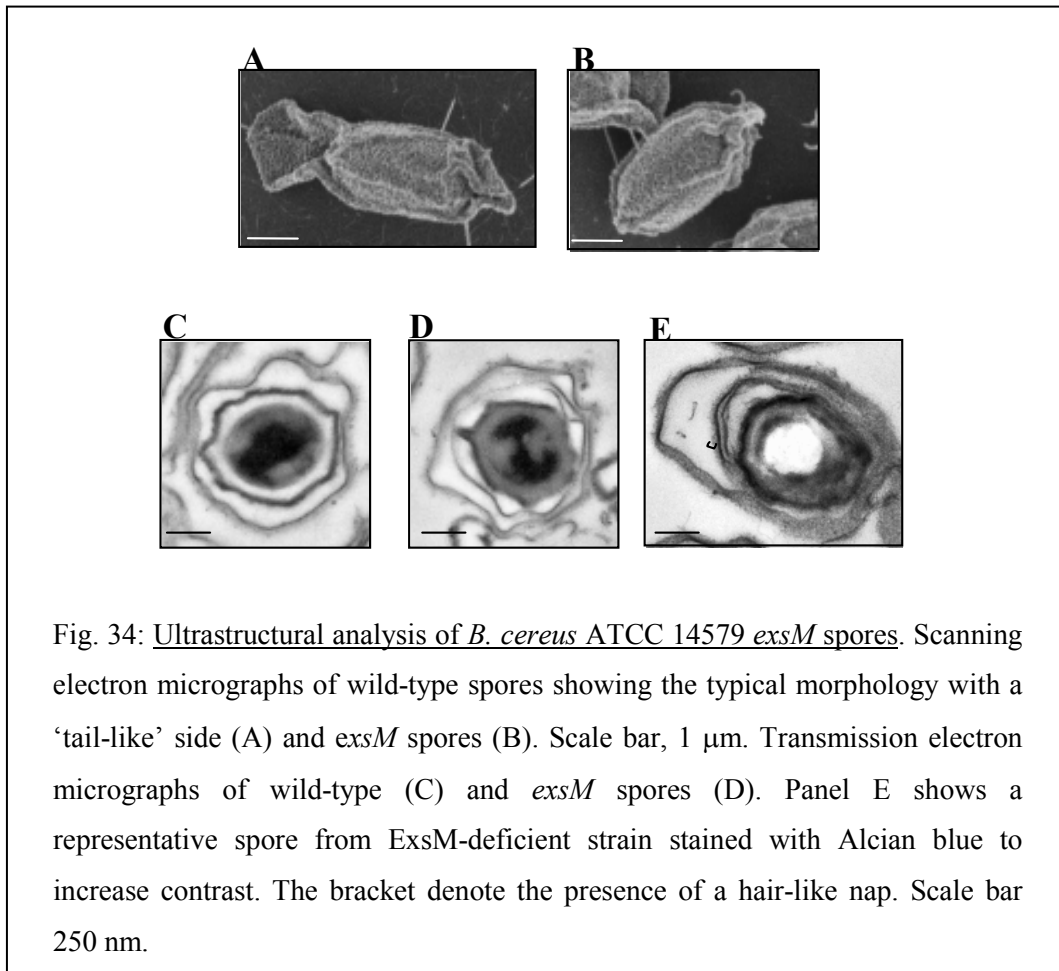 A
B
C
D
E
Fig. 34: Ultrastructural analysis of B. cereus ATCC 14579 exsM spores. Scanning
electron micrographs of wild-type spores showing the typical morphology with a
‘tail-like’ side (A) and exsM spores (B). Scale bar, 1 μm. Transmission electron
micrographs of wild-type (C) and exsM spores (D). Panel E shows a
representative spore from ExsM-deficient strain stained with Alcian blue to
increase contrast. The bracket denote the presence of a hair-like nap. Scale bar
250 nm.